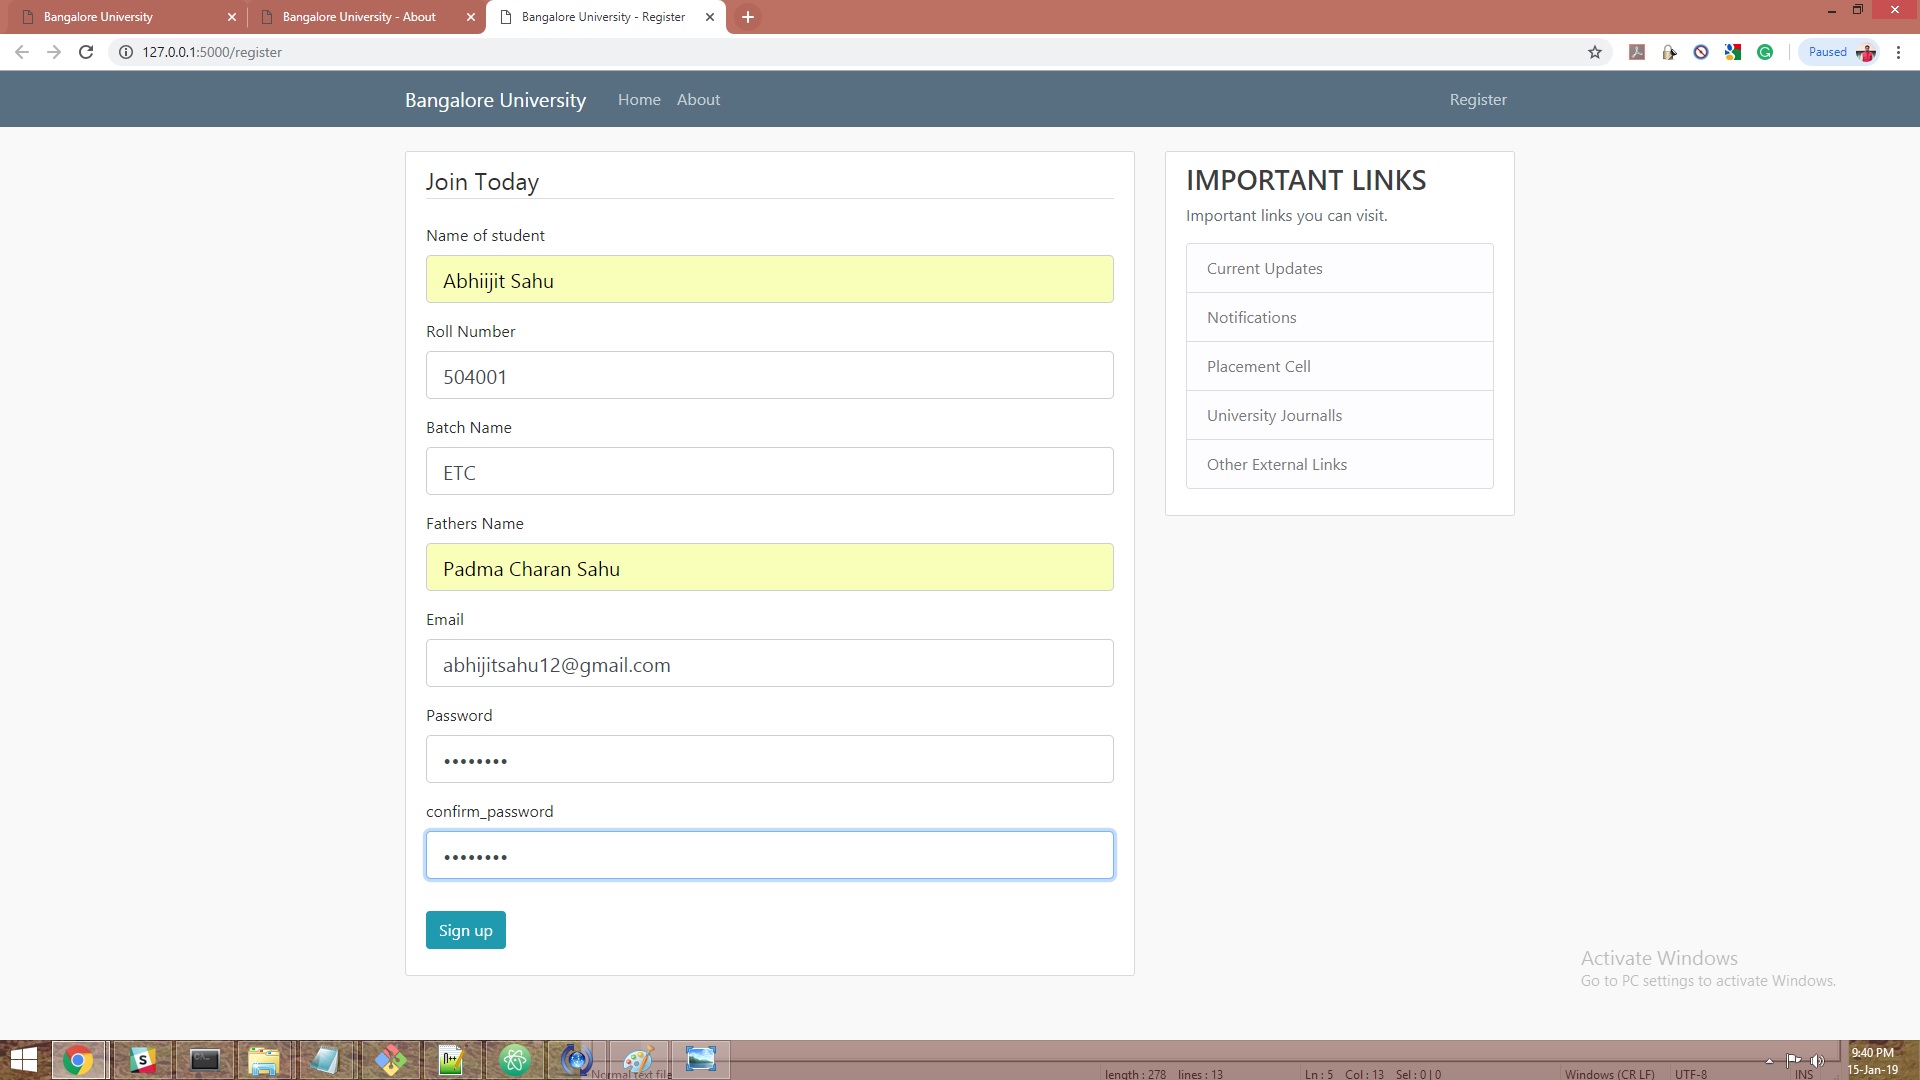 Bangalore University
Bangalore University - About
Bangalore University - Register
127.0.0.1:5000/register
Paused
Bangalore University
Home
About
Register
Join Today
Name of student
Abhiijit Sahu
Roll Number
504001
Batch Name
ETC
Fathers Name
Padma Charan Sahu
Email
abhijitsahu12@gmail.com
Password
••••••••
confirm_password
••••••••
Sign up
IMPORTANT LINKS
Important links you can visit.
Current Updates
Notifications
Placement Cell
University Journalls
Other External Links
Activate Windows
Go to PC settings to activate Windows.
Normal text file
length : 278 lines : 13
Ln : 5 Col : 13 Sel : 0 | 0
Windows (CR LF)
UTF-8
INS
9:40 PM
15-Jan-19